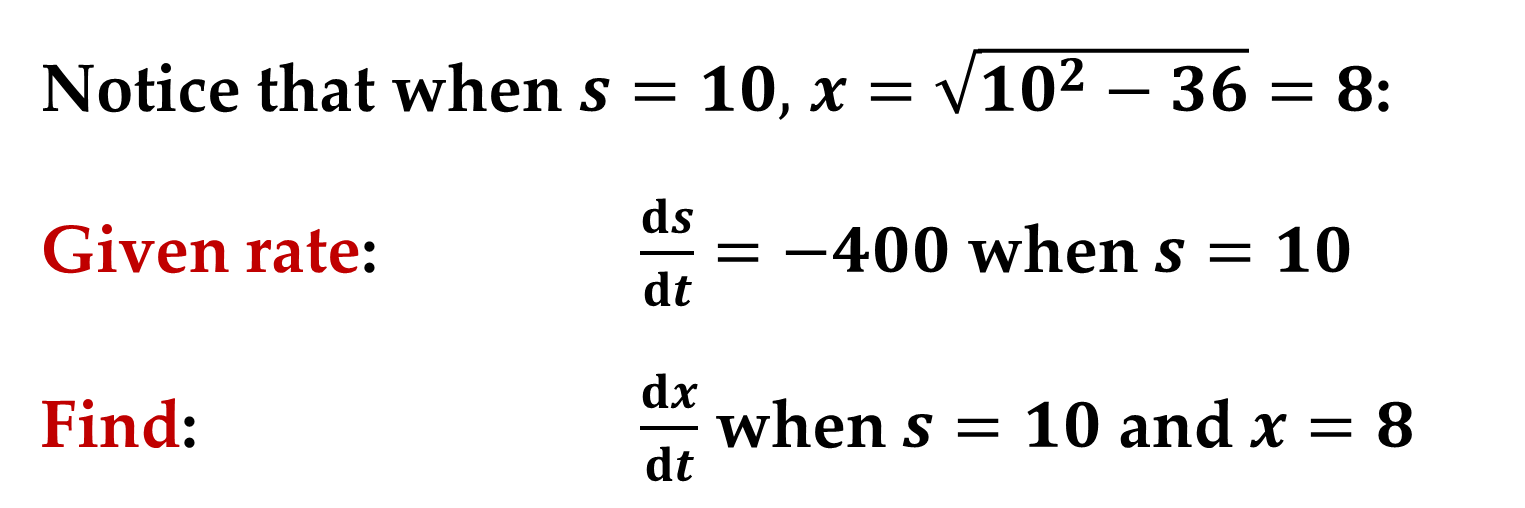 Notice that when s = 10, x = √(10² − 36) = 8:
Given rate: ds/dt = −400 when s = 10
Find: dx/dt when s = 10 and x = 8